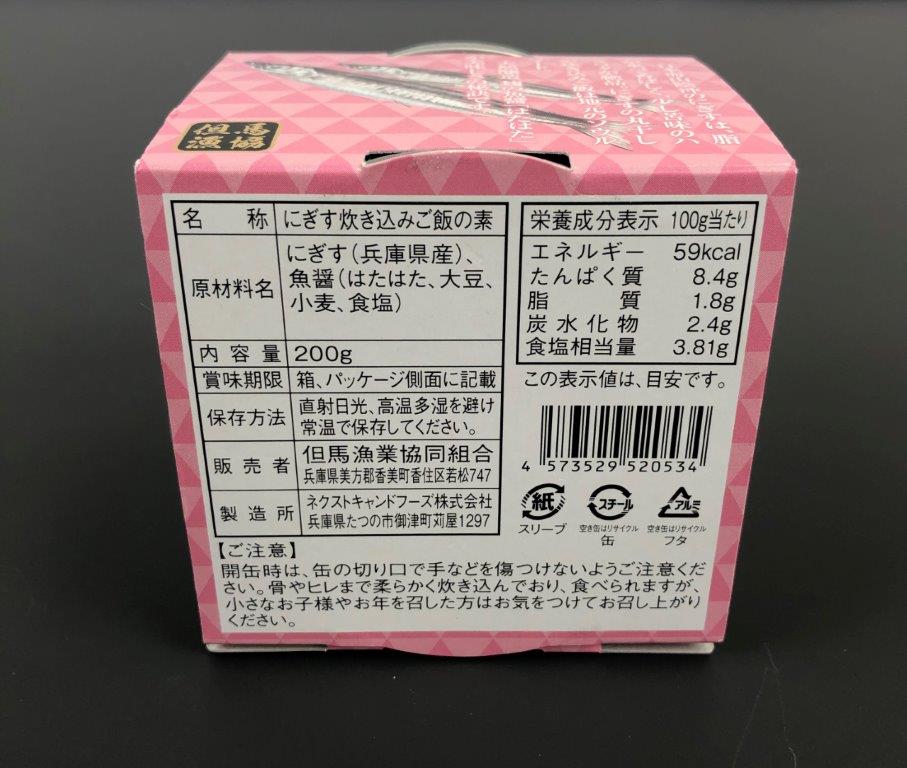 但馬
漁協
名称 にぎす炊き込みご飯の素
原材料名 にぎす(兵庫県産)、
魚醤(はたはた、大豆、
小麦、食塩)
内容量 200g
賞味期限 箱、パッケージ側面に記載
保存方法 直射日光、高温多湿を避け
常温で保存してください。
販売者 但馬漁業協同組合
兵庫県美方郡香美町香住区若松747
製造所 ネクストキャンドフーズ株式会社
兵庫県たつの市御津町苅屋1297
栄養成分表示 100g当たり
エネルギー 59kcal
たんぱく質 8.4g
脂質 1.8g
炭水化物 2.4g
食塩相当量 3.81g
この表示値は、目安です。
4 573529 520534
紙
スリーブ
スチール
空き缶はリサイクル
缶
アルミ
空き缶はリサイクル
フタ
【ご注意】
開缶時は、缶の切り口で手などを傷つけないようご注意くだ
さい。骨やヒレまで柔らかく炊き込んでおり、食べられますが、
小さなお子様やお年を召した方はお気をつけてお召し上がり
ください。